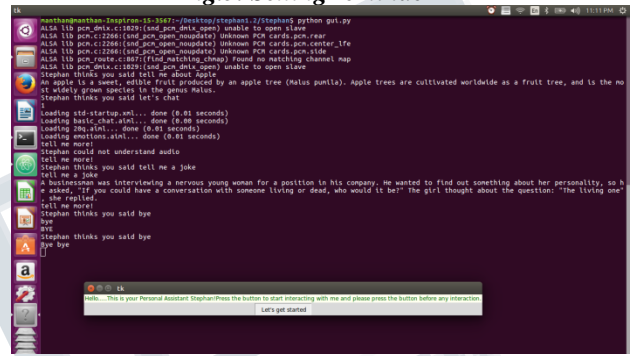 tk
11:11 PM
manthan@manthan-Inspiron-15-3567:~/Desktop/stephan1.2/Stephan$ python gui.py
ALSA lib pcm_dmix.c:1029:(snd_pcm_dmix_open) unable to open slave
ALSA lib pcm.c:2266:(snd_pcm_open_noupdate) Unknown PCM cards.pcm.rear
ALSA lib pcm.c:2266:(snd_pcm_open_noupdate) Unknown PCM cards.pcm.center_lfe
ALSA lib pcm.c:2266:(snd_pcm_open_noupdate) Unknown PCM cards.pcm.side
ALSA lib pcm_route.c:867:(find_matching_chmap) Found no matching channel map
ALSA lib pcm_dmix.c:1029:(snd_pcm_dmix_open) unable to open slave
Stephan thinks you said tell me about Apple
An apple is a sweet, edible fruit produced by an apple tree (Malus pumila). Apple trees are cultivated worldwide as a fruit tree, and is the mo
st widely grown species in the genus Malus.
Stephan thinks you said let's chat
1
Loading std-startup.xml... done (0.01 seconds)
Loading basic_chat.aiml... done (0.00 seconds)
Loading 20q.aiml... done (0.01 seconds)
Loading emotions.aiml... done (0.01 seconds)
tell me more!
Stephan could not understand audio
tell me more!
Stephan thinks you said tell me a joke
tell me a joke
A businessman was interviewing a nervous young woman for a position in his company. He wanted to find out something about her personality, so h
e asked, "If you could have a conversation with someone living or dead, who would it be?" The girl thought about the question: "The living one"
, she replied.
tell me more!
Stephan thinks you said bye
bye
BYE
Stephan thinks you said bye
Bye bye
tk
Hello.....This is your Personal Assistant Stephan!Press the button to start interacting with me and please press the button before any interaction.
Let's get started